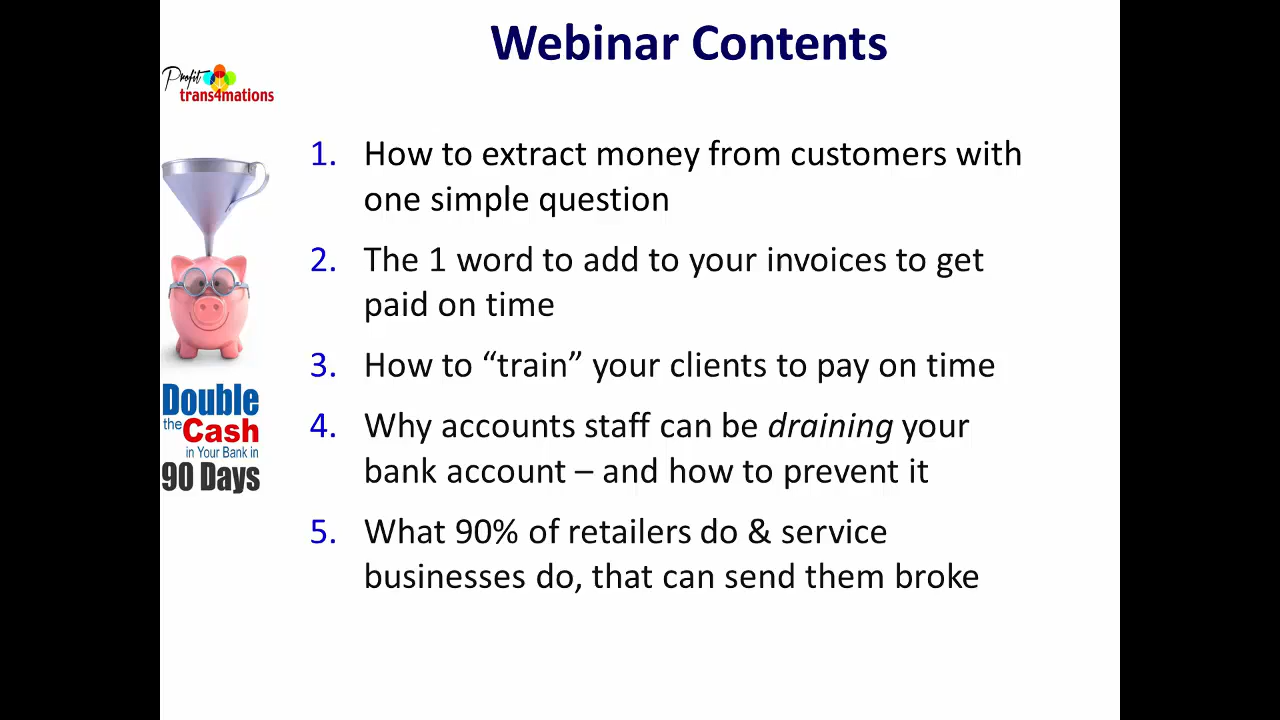 Webinar Contents
Profit
trans4mations
1. How to extract money from customers with
one simple question
2. The 1 word to add to your invoices to get
paid on time
3. How to “train” your clients to pay on time
4. Why accounts staff can be draining your
bank account – and how to prevent it
5. What 90% of retailers do & service
businesses do, that can send them broke
Double
the Cash
in Your Bank in
90 Days